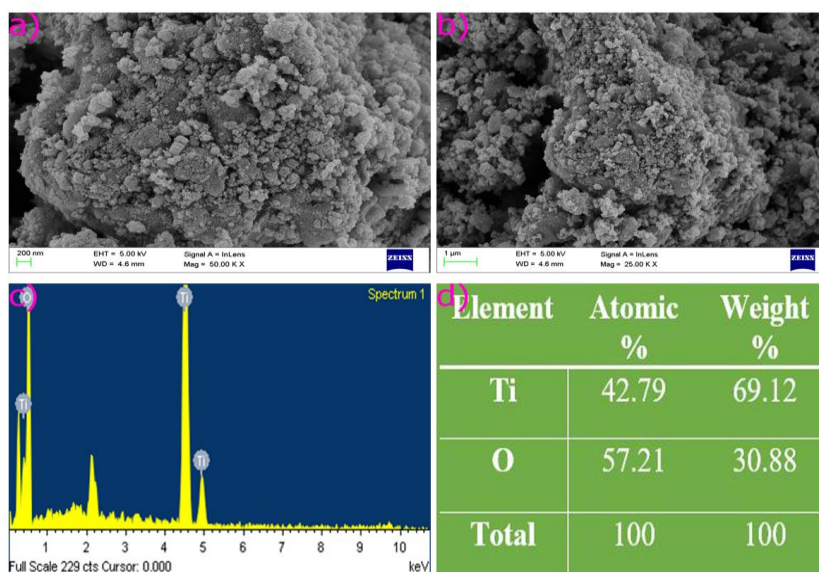 a)
200 nm
EHT = 5.00 kV
WD = 4.6 mm
Signal A = InLens
Mag = 50.00 K X
ZEISS
b)
1 µm
EHT = 5.00 kV
WD = 4.6 mm
Signal A = InLens
Mag = 25.00 K X
ZEISS
c)
Spectrum 1
O
Ti
Ti
Ti
1 2 3 4 5 6 7 8 9 10
Full Scale 229 cts Cursor: 0.000
keV
d)
Element Atomic % Weight %
Ti 42.79 69.12
O 57.21 30.88
Total 100 100